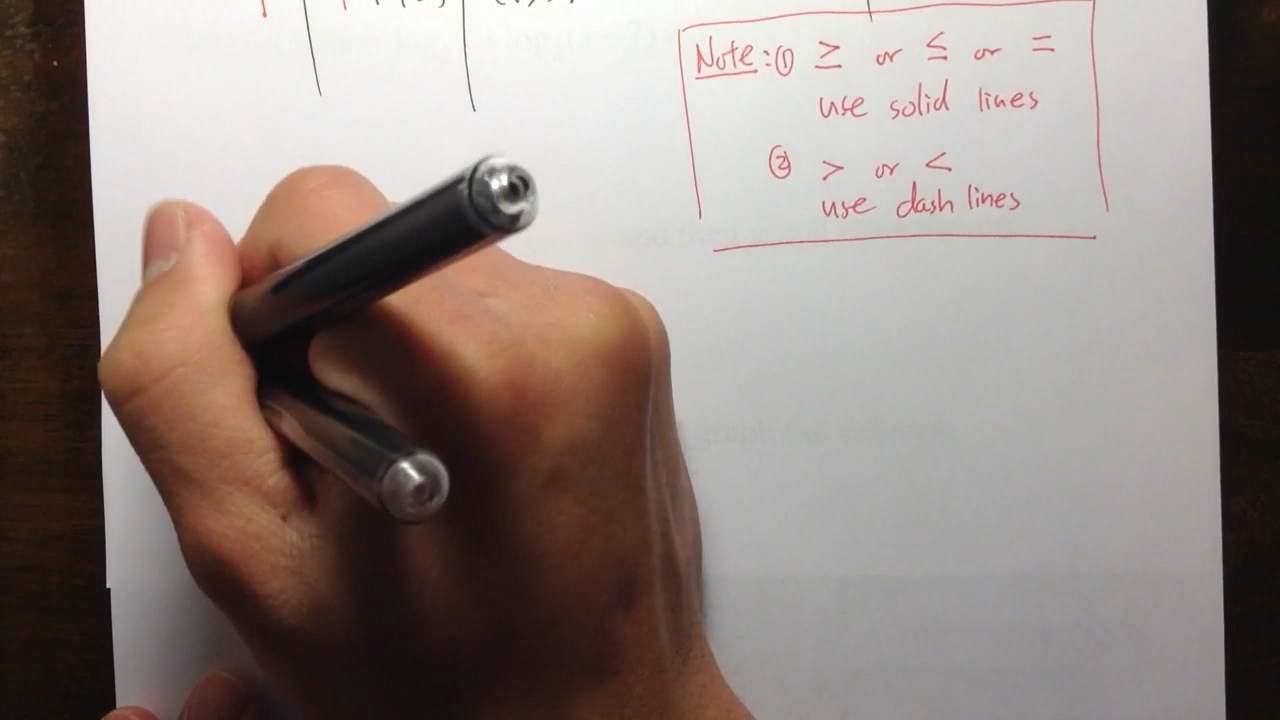 Note: ① ≥ or ≤ or =
use solid lines
② > or <
use dash lines